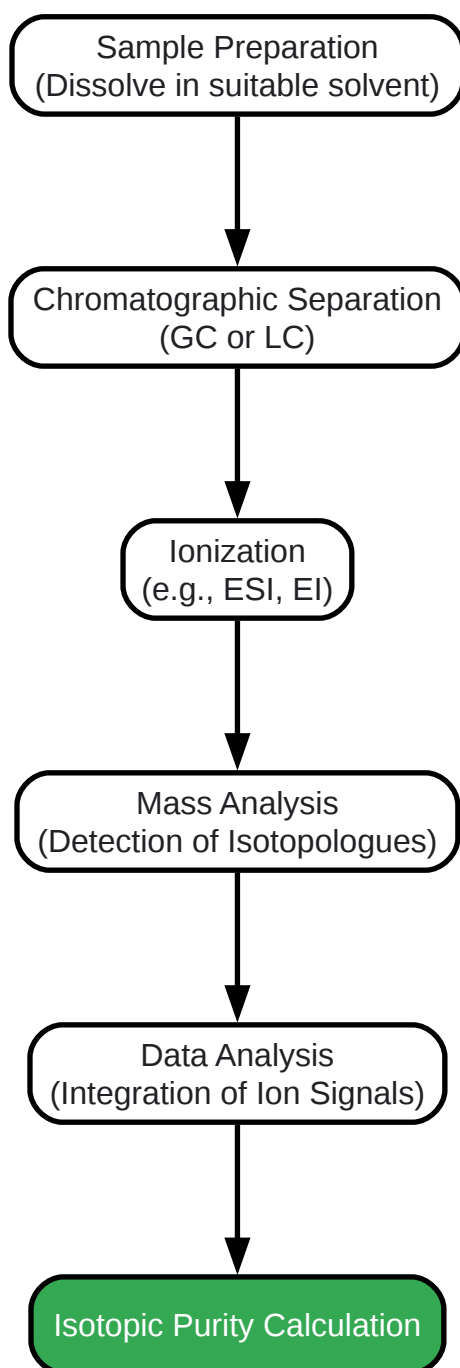 Sample Preparation
(Dissolve in suitable solvent)
Chromatographic Separation
(GC or LC)
Ionization
(e.g., ESI, EI)
Mass Analysis
(Detection of Isotopologues)
Data Analysis
(Integration of Ion Signals)
Isotopic Purity Calculation